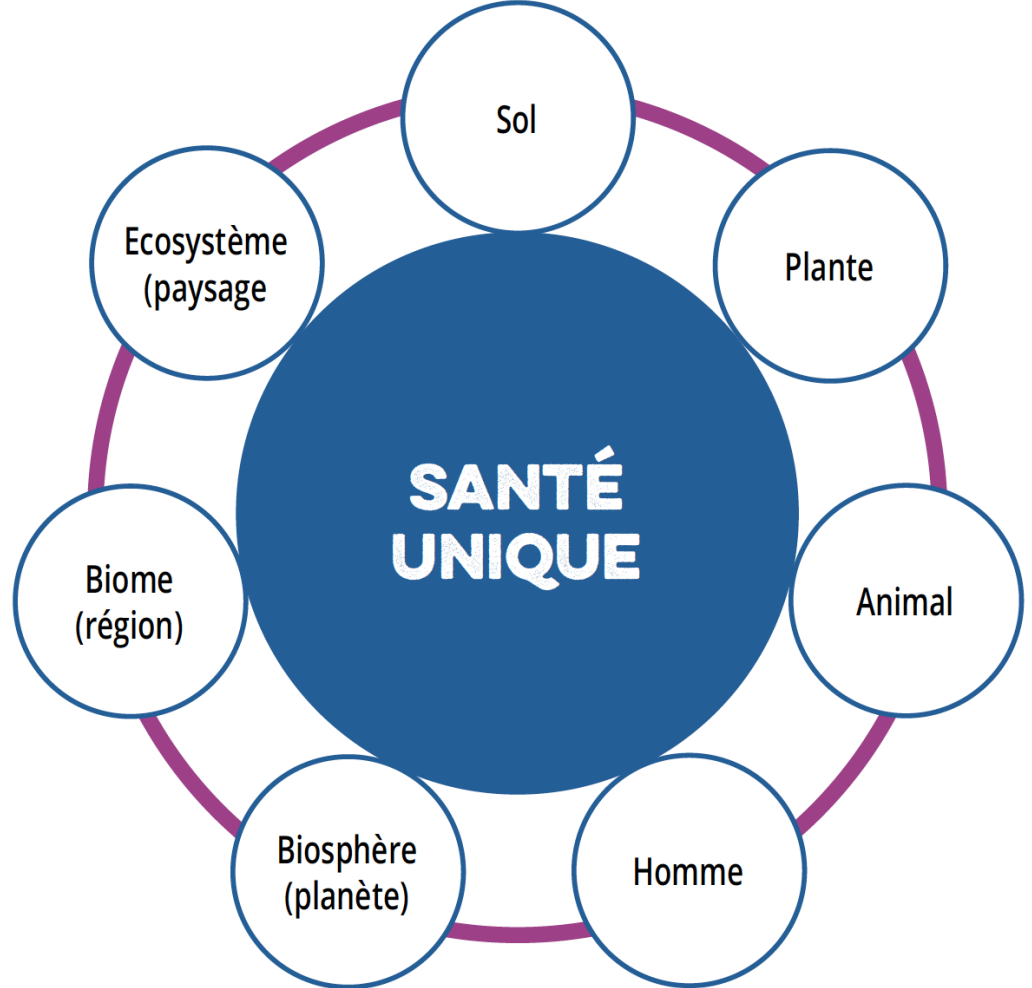 Sol
Plante
Animal
Homme
Biosphère
(planète)
Biome
(région)
Ecosystème
(paysage
SANTÉ
UNIQUE